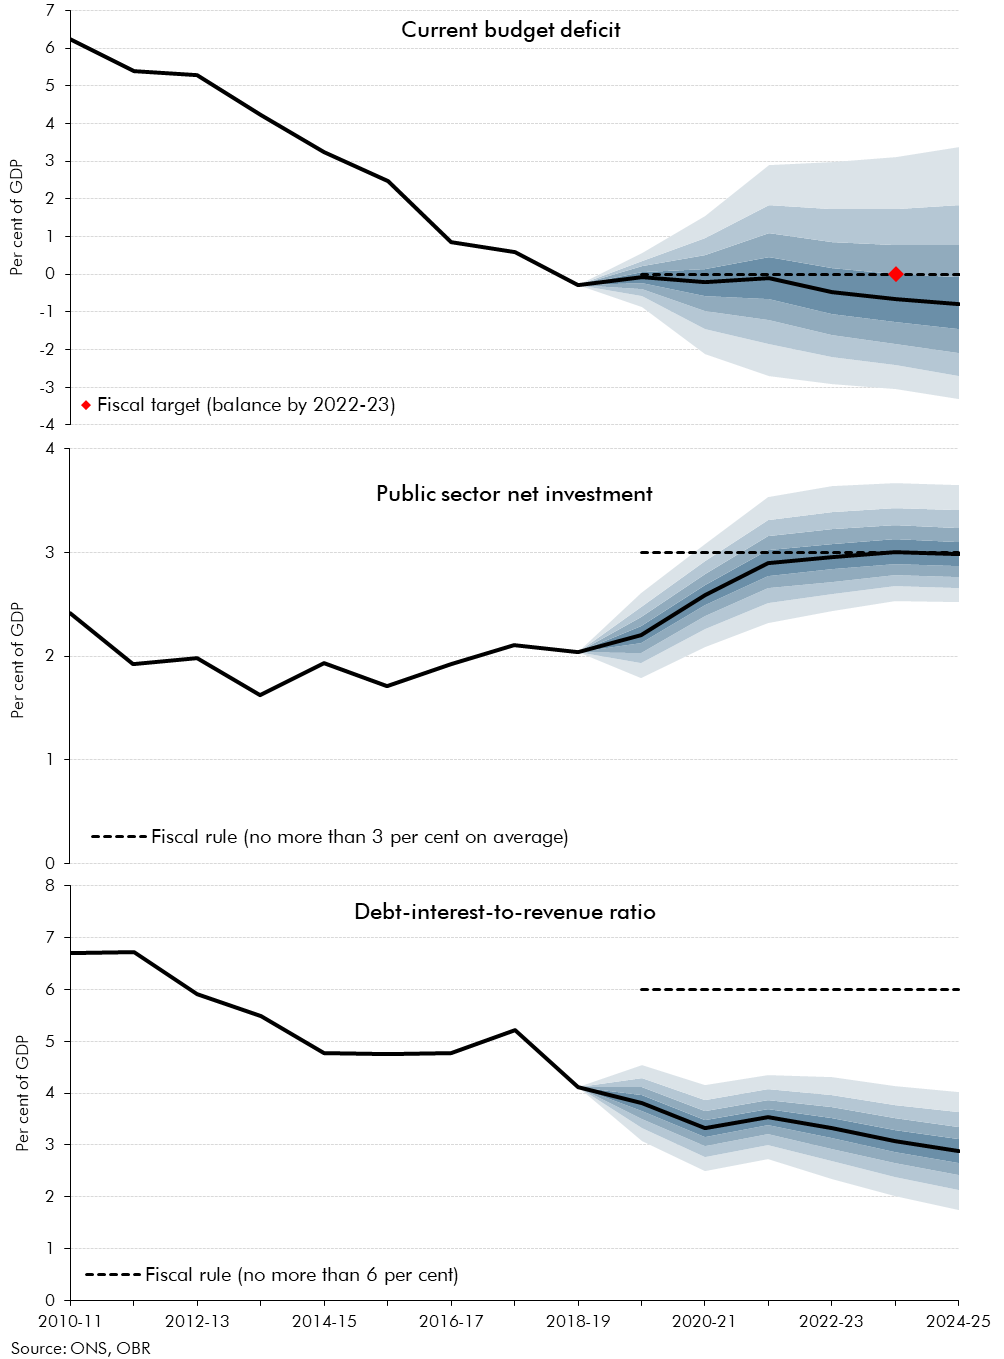 Current budget deficit
Per cent of GDP
7
6
5
4
3
2
1
0
-1
-2
-3
-4
Fiscal target (balance by 2022-23)
Public sector net investment
Per cent of GDP
4
3
2
1
0
Fiscal rule (no more than 3 per cent on average)
Debt-interest-to-revenue ratio
Per cent of GDP
8
7
6
5
4
3
2
1
0
Fiscal rule (no more than 6 per cent)
2010-11 2012-13 2014-15 2016-17 2018-19 2020-21 2022-23 2024-25
Source: ONS, OBR